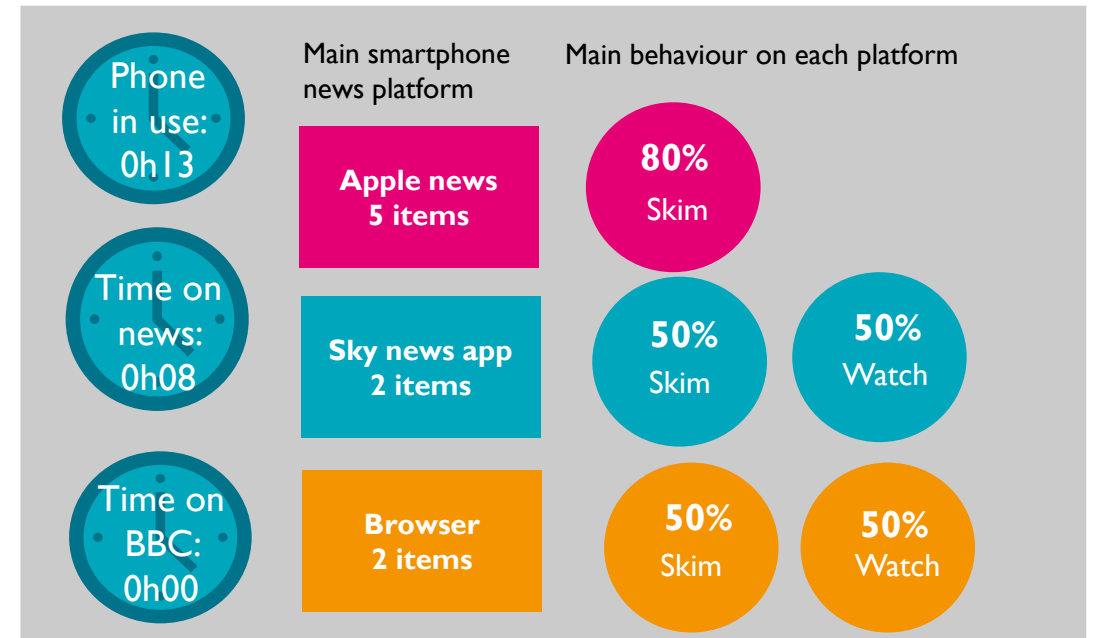 Phone
in use:
0h13
Main smartphone
news platform
Main behaviour on each platform
Apple news
5 items
80%
Skim
Time on
news:
0h08
Sky news app
2 items
50%
Skim
50%
Watch
Time on
BBC:
0h00
Browser
2 items
50%
Skim
50%
Watch